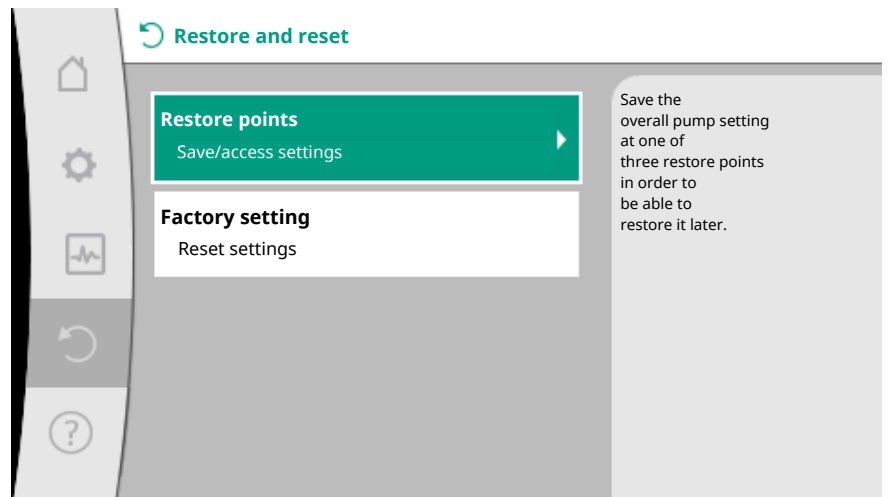 Restore and reset
Restore points
Save/access settings
Factory setting
Reset settings
Save the
overall pump setting
at one of
three restore points
in order to
be able to
restore it later.
?